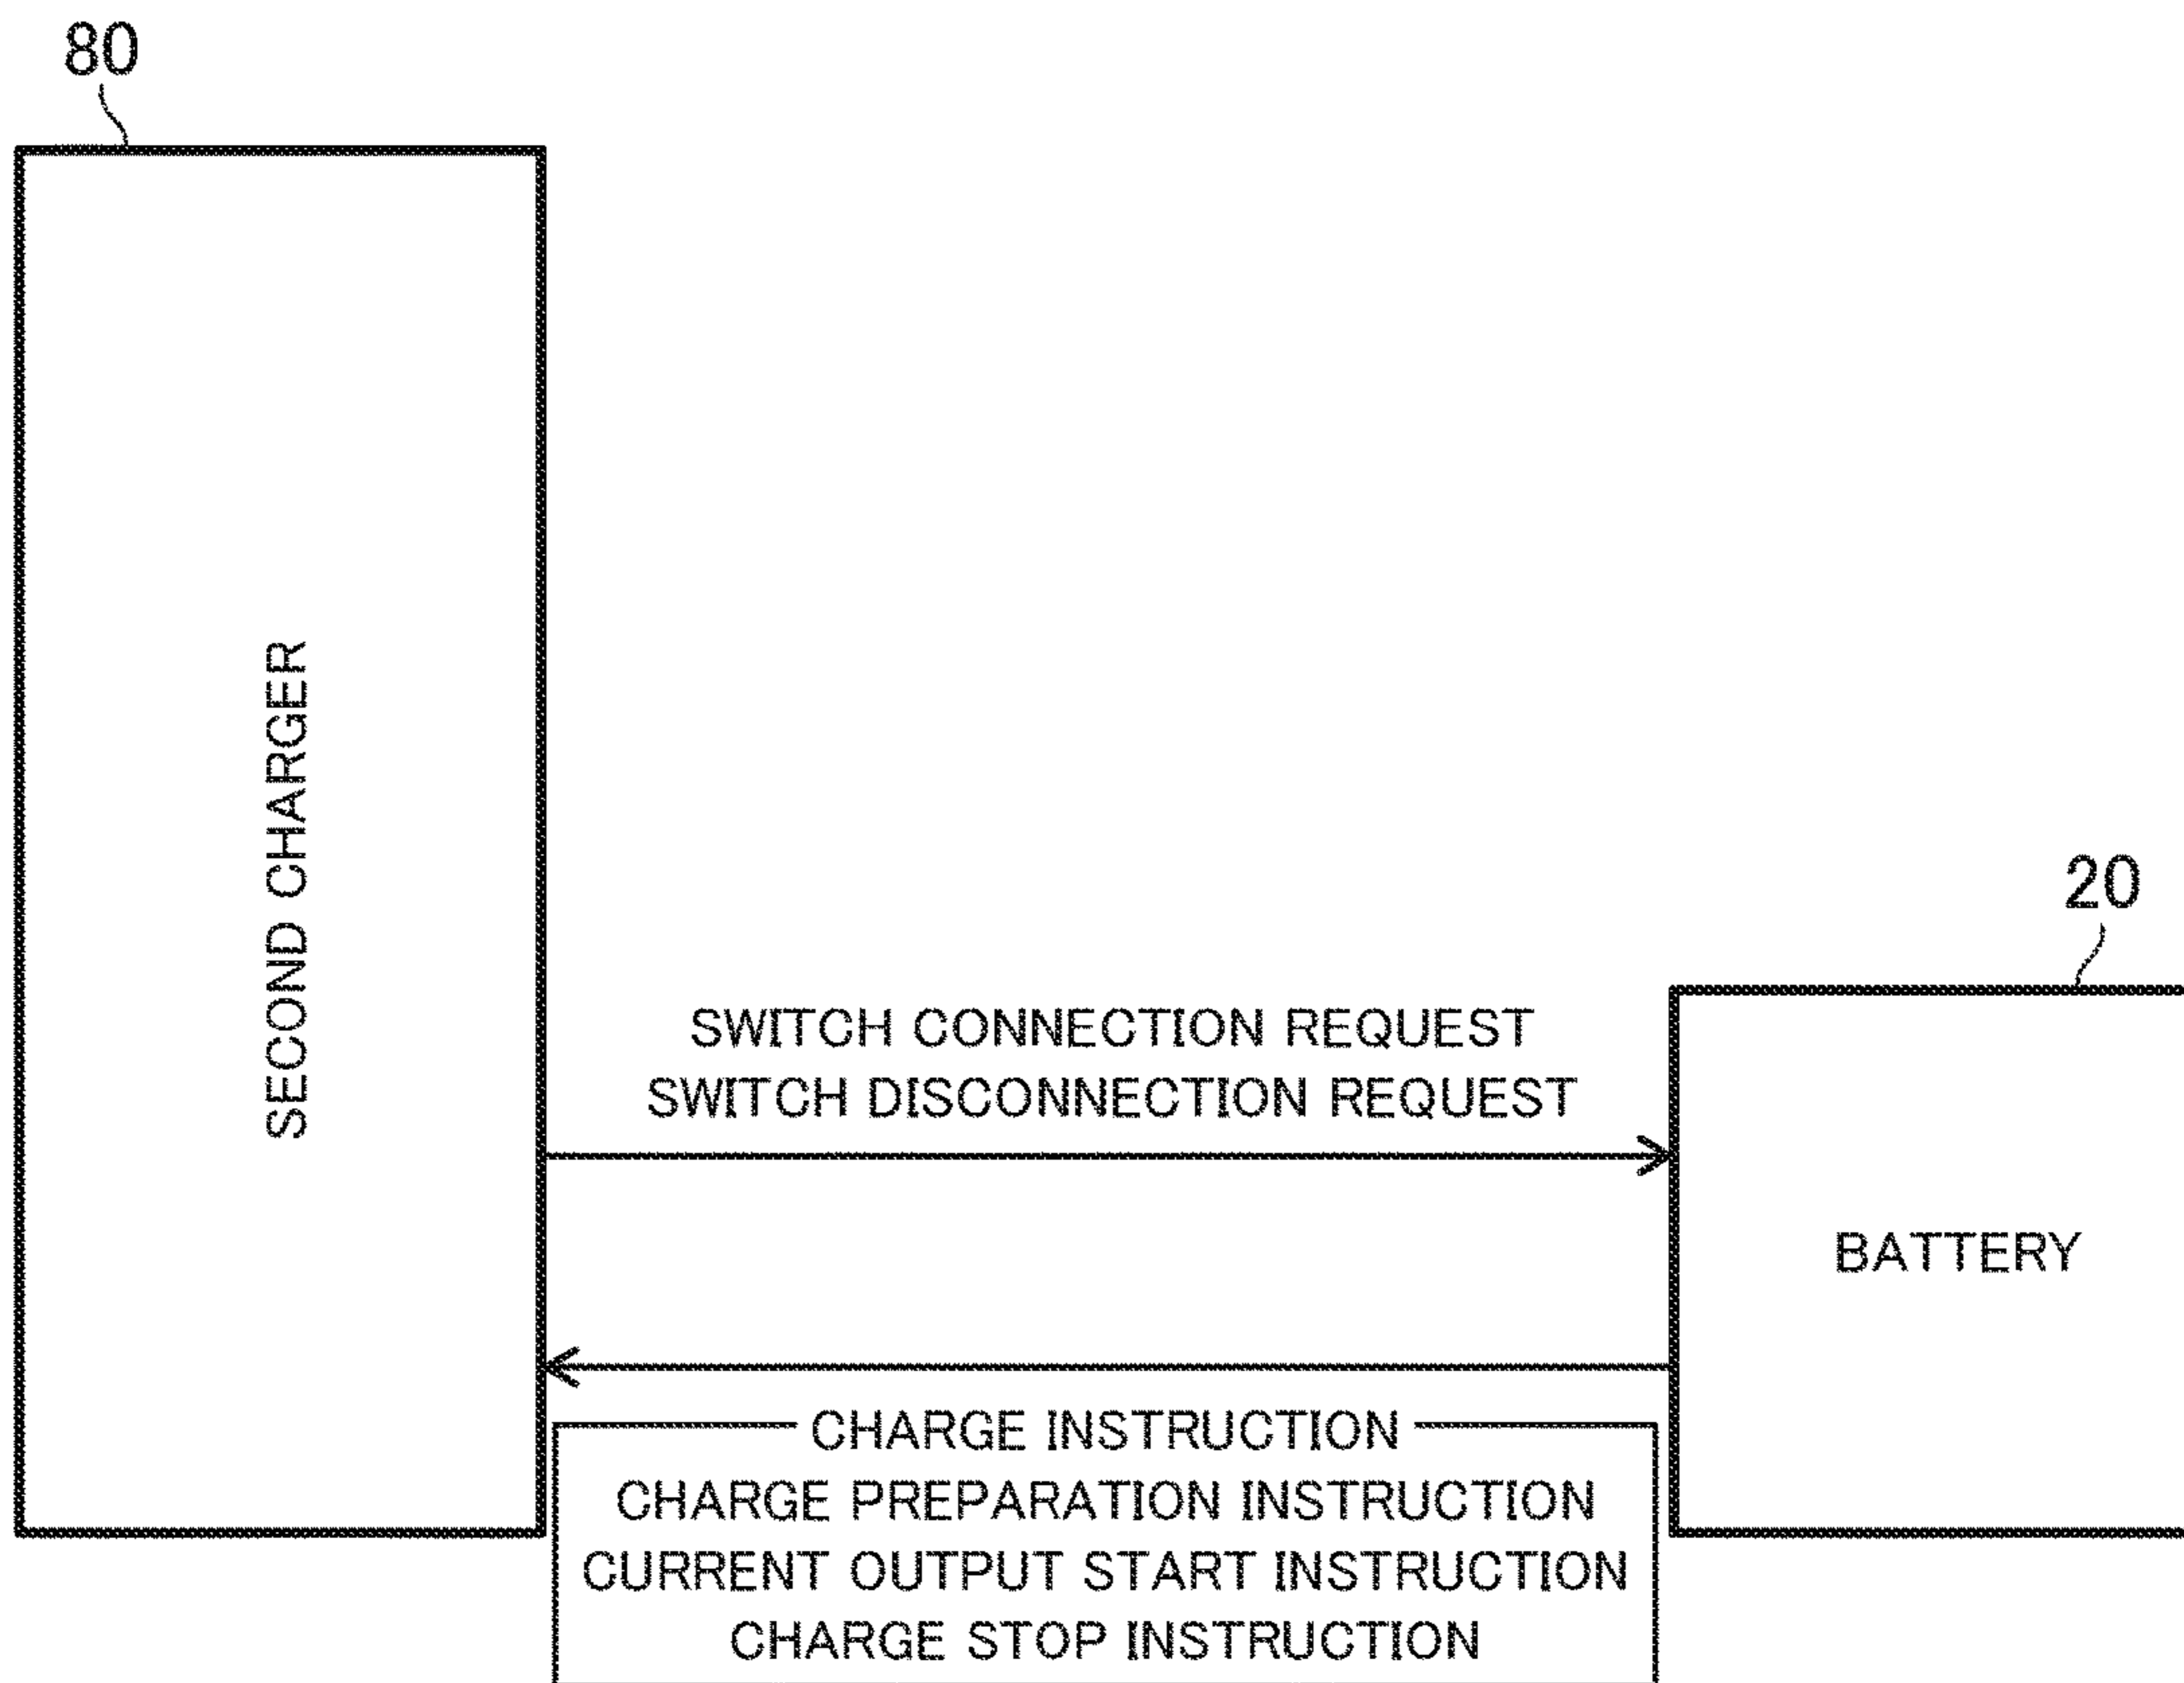 80
SECOND CHARGER
20
SWITCH CONNECTION REQUEST
SWITCH DISCONNECTION REQUEST
BATTERY
CHARGE INSTRUCTION
CHARGE PREPARATION INSTRUCTION
CURRENT OUTPUT START INSTRUCTION
CHARGE STOP INSTRUCTION